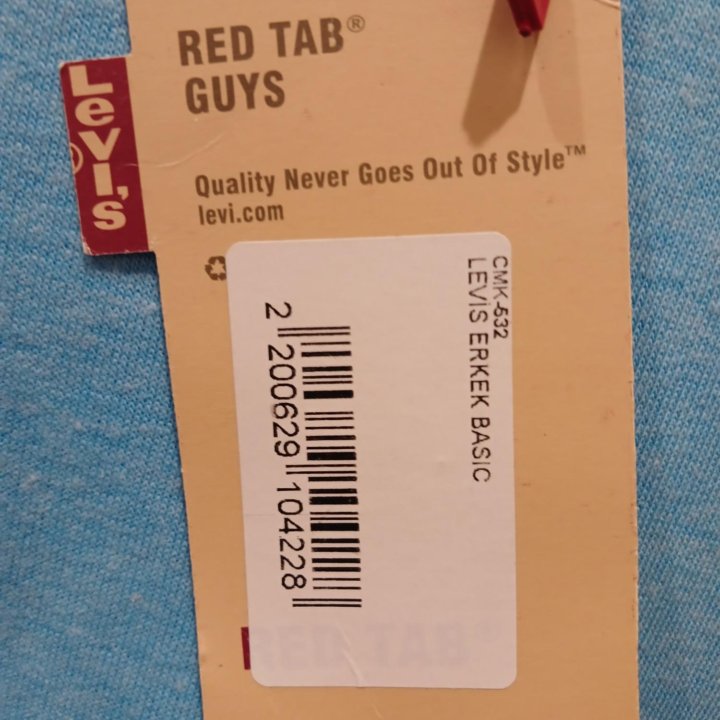 Levi's
®
RED TAB®
GUYS
Quality Never Goes Out Of Style™
levi.com
CMK-532
LEVİS ERKEK BASIC
2 200629 104228
RED TAB®